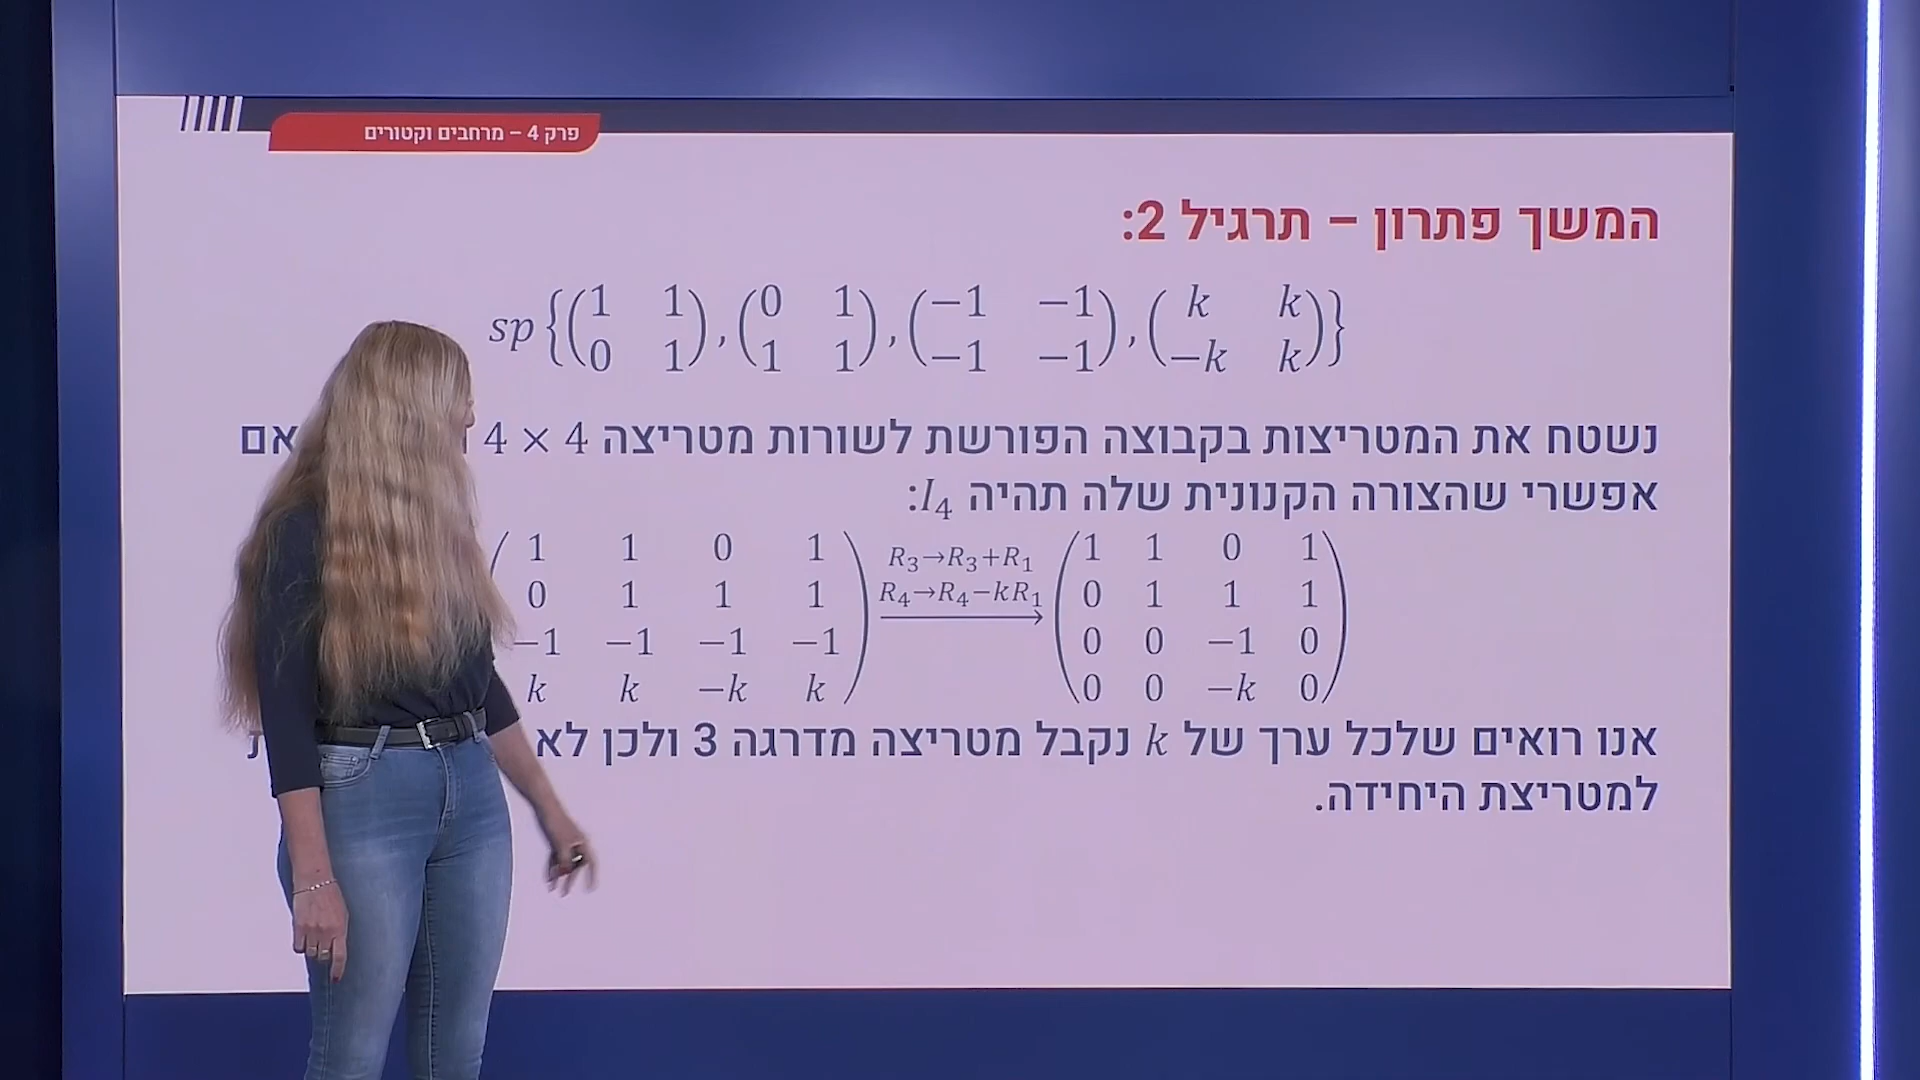 פרק 4 – מרחבים וקטורים
המשך פתרון – תרגיל 2:
sp{(1 1; 0 1), (0 1; 1 1), (−1 −1; −1 −1), (k k; −k k)}
נשטח את המטריצות בקבוצה הפורשת לשורות מטריצה 4 × 4 אם
אפשרי שהצורה הקנונית שלה תהיה I₄:
1 1 0 1 R₃→R₃+R₁ 1 1 0 1
0 1 1 1 R₄→R₄−kR₁ 0 1 1 1
−1 −1 −1 −1 0 0 −1 0
k k −k k 0 0 −k 0
אנו רואים שלכל ערך של k נקבל מטריצה מדרגה 3 ולכן לא
למטריצת היחידה.